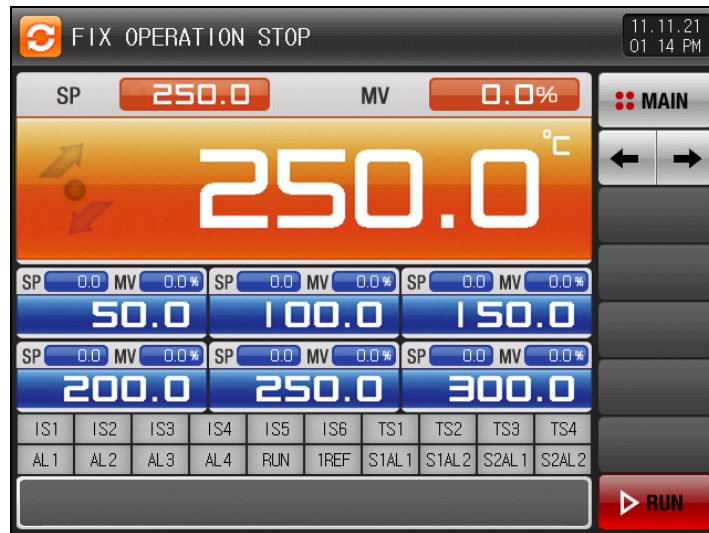 FIX OPERATION STOP
11.11.21
01 14 PM
SP 250.0 MV 0.0%
MAIN
250.0 °C
SP 0.0 MV 0.0% SP 0.0 MV 0.0% SP 0.0 MV 0.0%
50.0 100.0 150.0
SP 0.0 MV 0.0% SP 0.0 MV 0.0% SP 0.0 MV 0.0%
200.0 250.0 300.0
IS1 IS2 IS3 IS4 IS5 IS6 TS1 TS2 TS3 TS4
AL1 AL2 AL3 AL4 RUN 1REF S1AL1 S1AL2 S2AL1 S2AL2
RUN